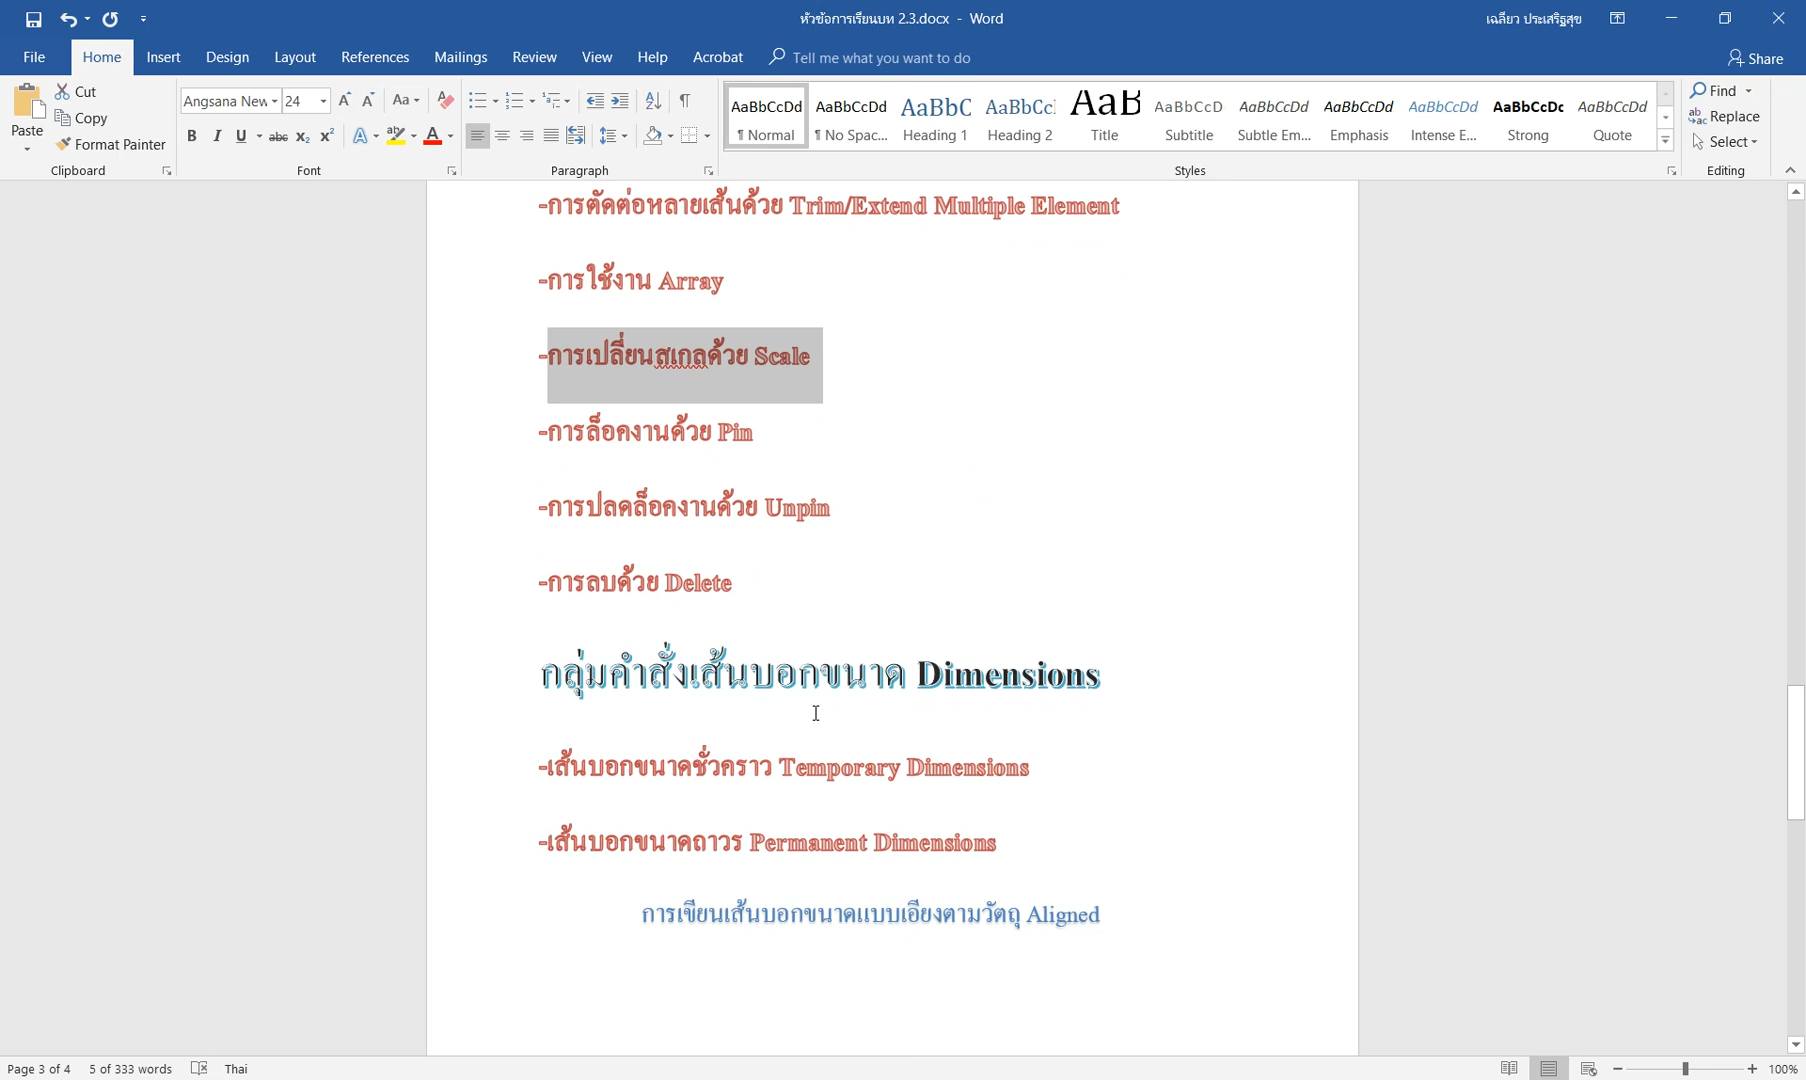 หัวข้อการเรียนบท 2.3.docx - Word
เฉลียว ประเสริฐสุข
File Home Insert Design Layout References Mailings Review View Help Acrobat Tell me what you want to do Share
Paste
Cut
Copy
Format Painter
Clipboard
Angsana New 24
Font
Paragraph
AaBbCcDd ¶ Normal
AaBbCcDd ¶ No Spac...
AaBbC Heading 1
AaBbCc Heading 2
AaB Title
AaBbCcD Subtitle
AaBbCcDd Subtle Em...
AaBbCcDd Emphasis
AaBbCcDd Intense E...
AaBbCcDc Strong
AaBbCcDd Quote
Styles
Find
Replace
Select
Editing
-การตัดต่อหลายเส้นด้วย Trim/Extend Multiple Element
-การใช้งาน Array
-การเปลี่ยนสเกลด้วย Scale
-การล็อคงานด้วย Pin
-การปลดล็อคงานด้วย Unpin
-การลบด้วย Delete
กลุ่มคำสั่งเส้นบอกขนาด Dimensions
-เส้นบอกขนาดชั่วคราว Temporary Dimensions
-เส้นบอกขนาดถาวร Permanent Dimensions
การเขียนเส้นบอกขนาดแบบเอียงตามวัตถุ Aligned
Page 3 of 4 5 of 333 words Thai 100%